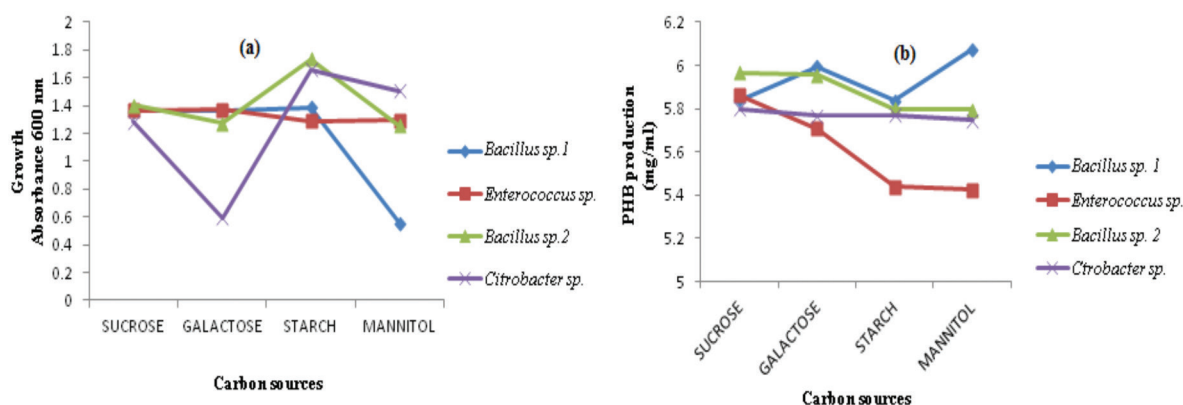 (a)
2
1.8
1.6
1.4
1.2
1
0.8
0.6
0.4
0.2
0
Growth
Absorbance 600 nm
SUCROSE GALACTOSE STARCH MANNITOL
Carbon sources
Bacillus sp.1
Enterococcus sp.
Bacillus sp.2
Citrobacter sp.
(b)
6.2
6
5.8
5.6
5.4
5.2
5
PHB production
(mg/ml)
SUCROSE
GALACTOSE
STARCH
MANNITOL
Carbon sources
Bacillus sp. 1
Enterococcus sp.
Bacillus sp. 2
Ctrobacter sp.